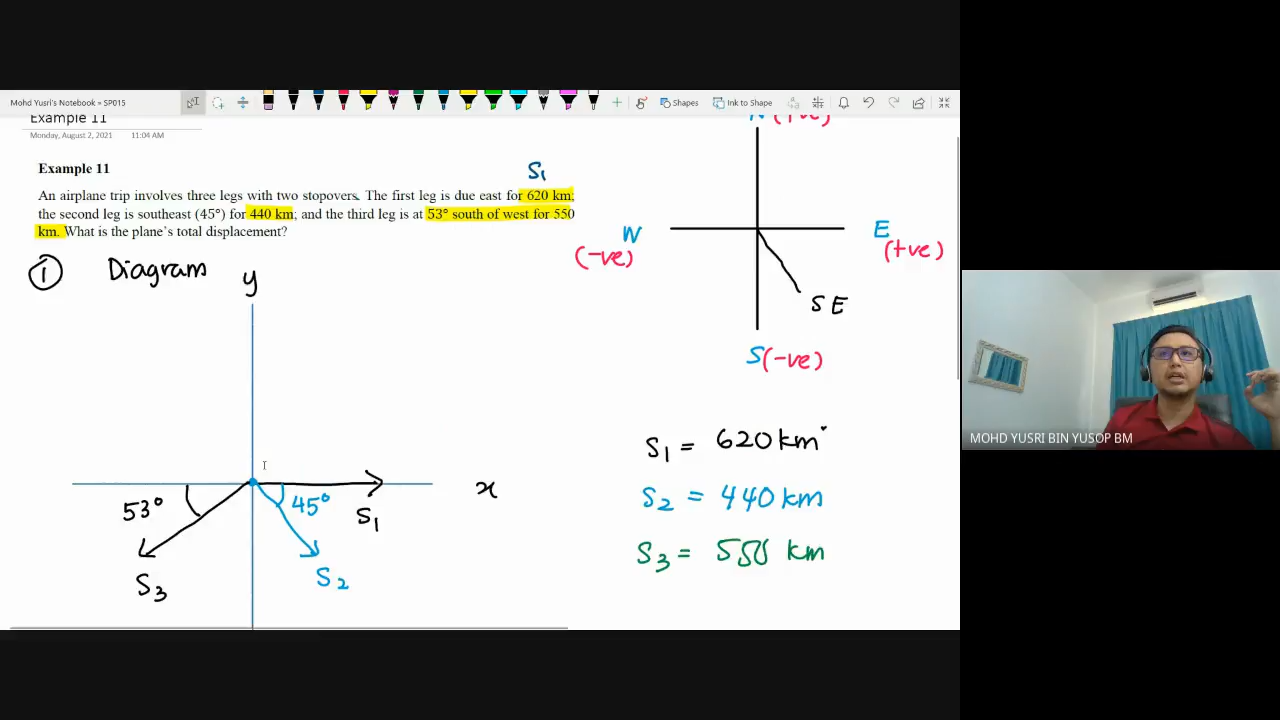 Mohd Yusri's Notebook » SP015
Shapes
Ink to Shape
Example 11
Monday, August 2, 2021 11:04 AM
N (+ve)
Example 11
S1
An airplane trip involves three legs with two stopovers. The first leg is due east for 620 km;
the second leg is southeast (45°) for 440 km; and the third leg is at 53° south of west for 550
km. What is the plane's total displacement?
W
(-ve)
E
(+ve)
① Diagram
y
S E
S(-ve)
S1 = 620 km
x
53°
45°
S1
S2 = 440 km
S3 = 550 km
S3
S2
MOHD YUSRI BIN YUSOP BM